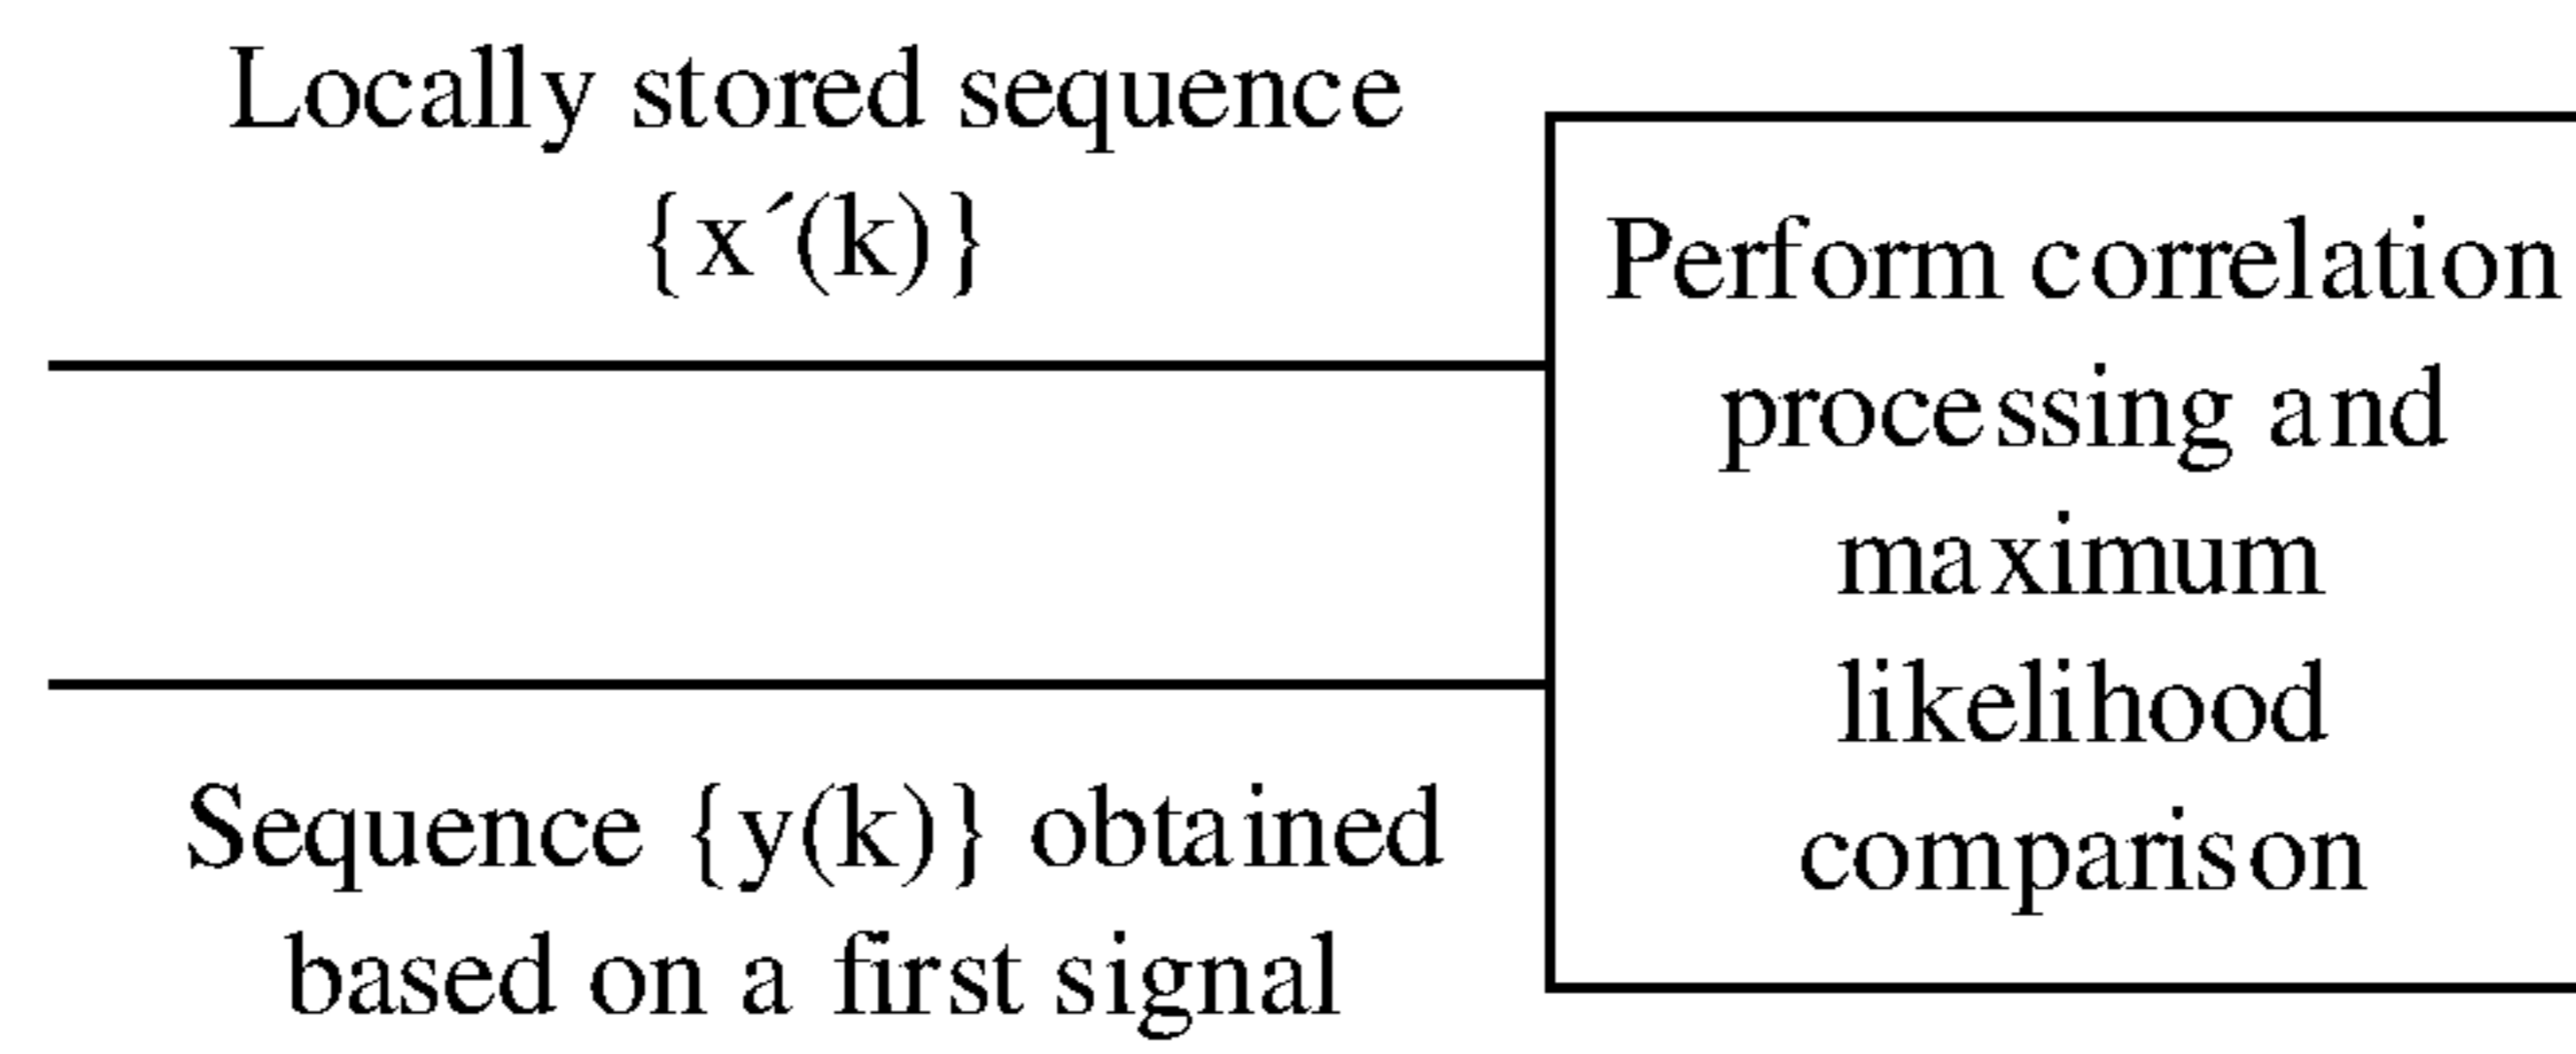 Locally stored sequence
{x´(k)}
Perform correlation
processing and
maximum
likelihood
comparison
Sequence {y(k)} obtained
based on a first signal